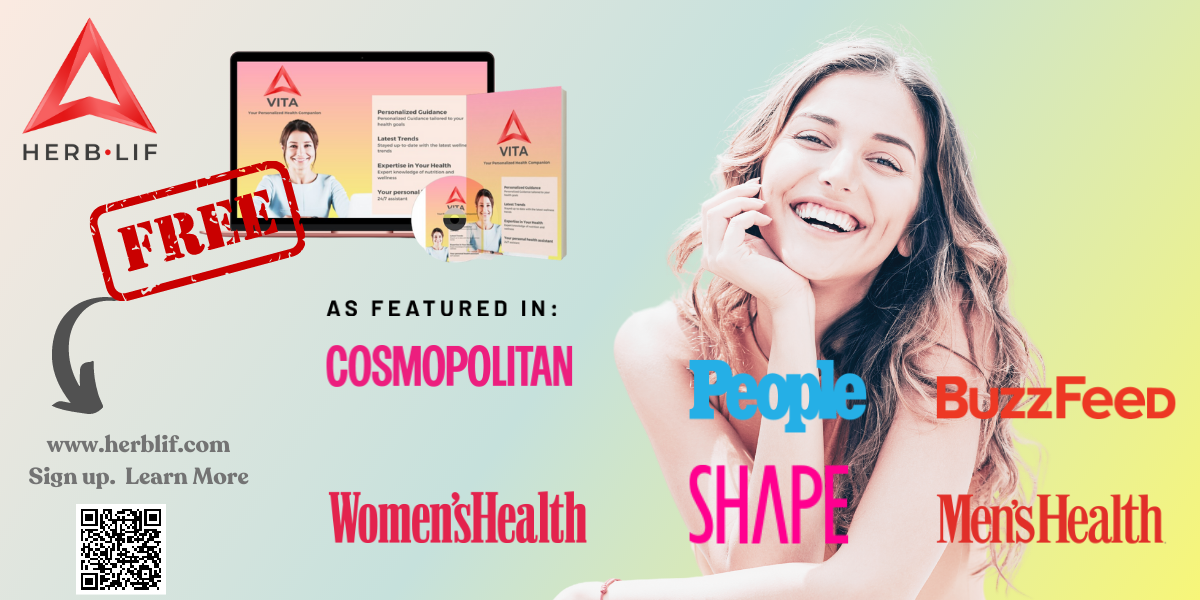 HERB•LIF
VITA
Your Personalized Health Companion
Personalized Guidance
Personalized Guidance tailored to your
health goals
Latest Trends
Stayed up-to-date with the latest wellness
trends
Expertise in Your Health
Expert knowledge of nutrition and
wellness
Your personal
24/7 assistant
VITA
Your Personalized Health Companion
Personalized Guidance
Latest Trends
Expertise in Your Health
Your personal health assistant
VITA
FREE
AS FEATURED IN:
COSMOPOLITAN
People
BuzzFeed
www.herblif.com
Sign up. Learn More
Women'sHealth
SHAPE
Men'sHealth